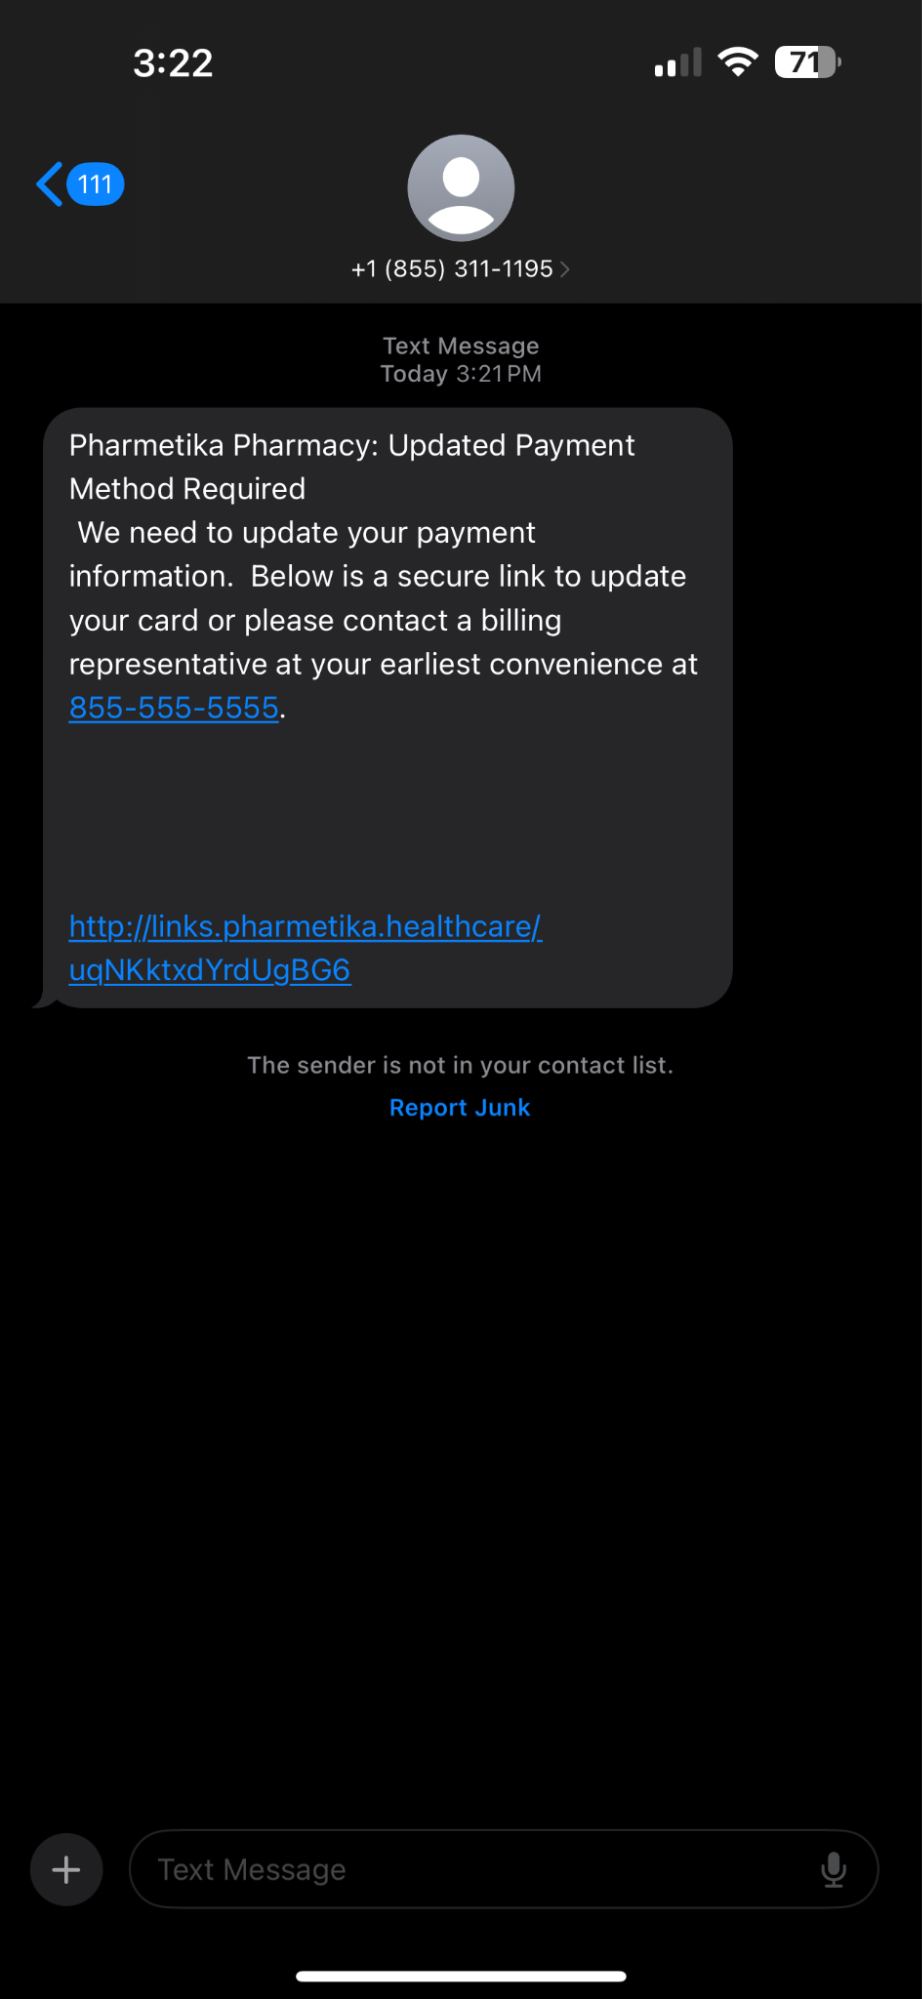 3:22
71
111
+1 (855) 311-1195
Text Message
Today 3:21 PM
Pharmetika Pharmacy: Updated Payment
Method Required
We need to update your payment
information.  Below is a secure link to update
your card or please contact a billing
representative at your earliest convenience at
855-555-5555.
http://links.pharmetika.healthcare/
uqNKktxdYrdUgBG6
The sender is not in your contact list.
Report Junk
Text Message